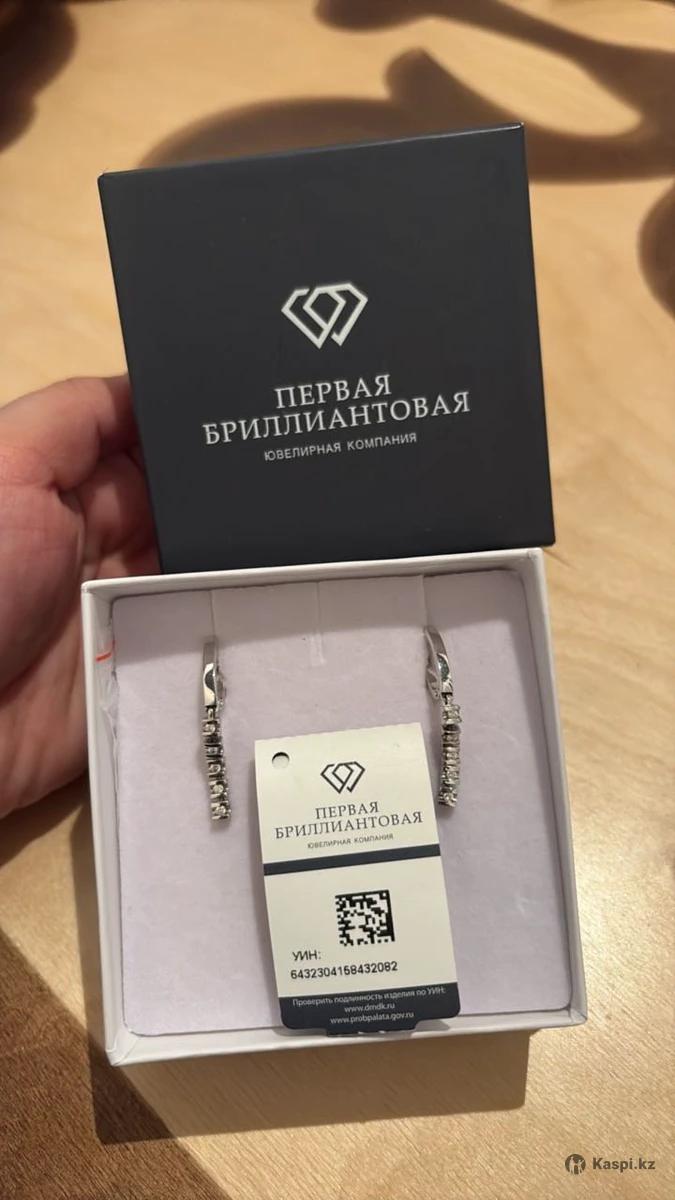 ПЕРВАЯ
БРИЛЛИАНТОВАЯ
ЮВЕЛИРНАЯ КОМПАНИЯ
ПЕРВАЯ
БРИЛЛИАНТОВАЯ
ЮВЕЛИРНАЯ КОМПАНИЯ
УИН:
6432304158432082
Проверить подлинность изделия по УИН:
www.dmdk.ru
www.probpalata.gov.ru
Kaspi.kz